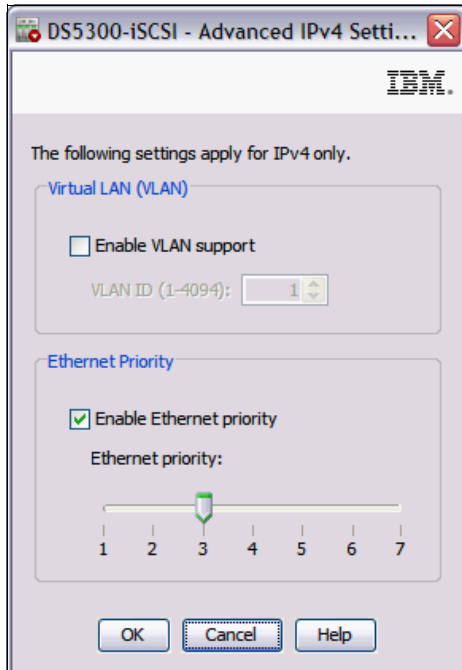 DS5300-iSCSI - Advanced IPv4 Setti...
IBM.
The following settings apply for IPv4 only.
Virtual LAN (VLAN)
Enable VLAN support
VLAN ID (1-4094): 1
Ethernet Priority
Enable Ethernet priority
Ethernet priority:
1 2 3 4 5 6 7
OK Cancel Help